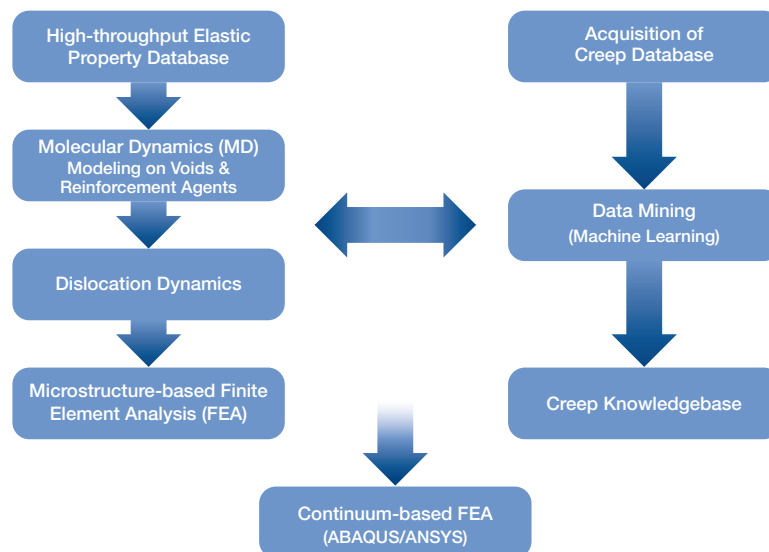 High-throughput Elastic
Property Database
Molecular Dynamics (MD)
Modeling on Voids &
Reinforcement Agents
Dislocation Dynamics
Microstructure-based Finite
Element Analysis (FEA)
Acquisition of
Creep Database
Data Mining
(Machine Learning)
Creep Knowledgebase
Continuum-based FEA
(ABAQUS/ANSYS)